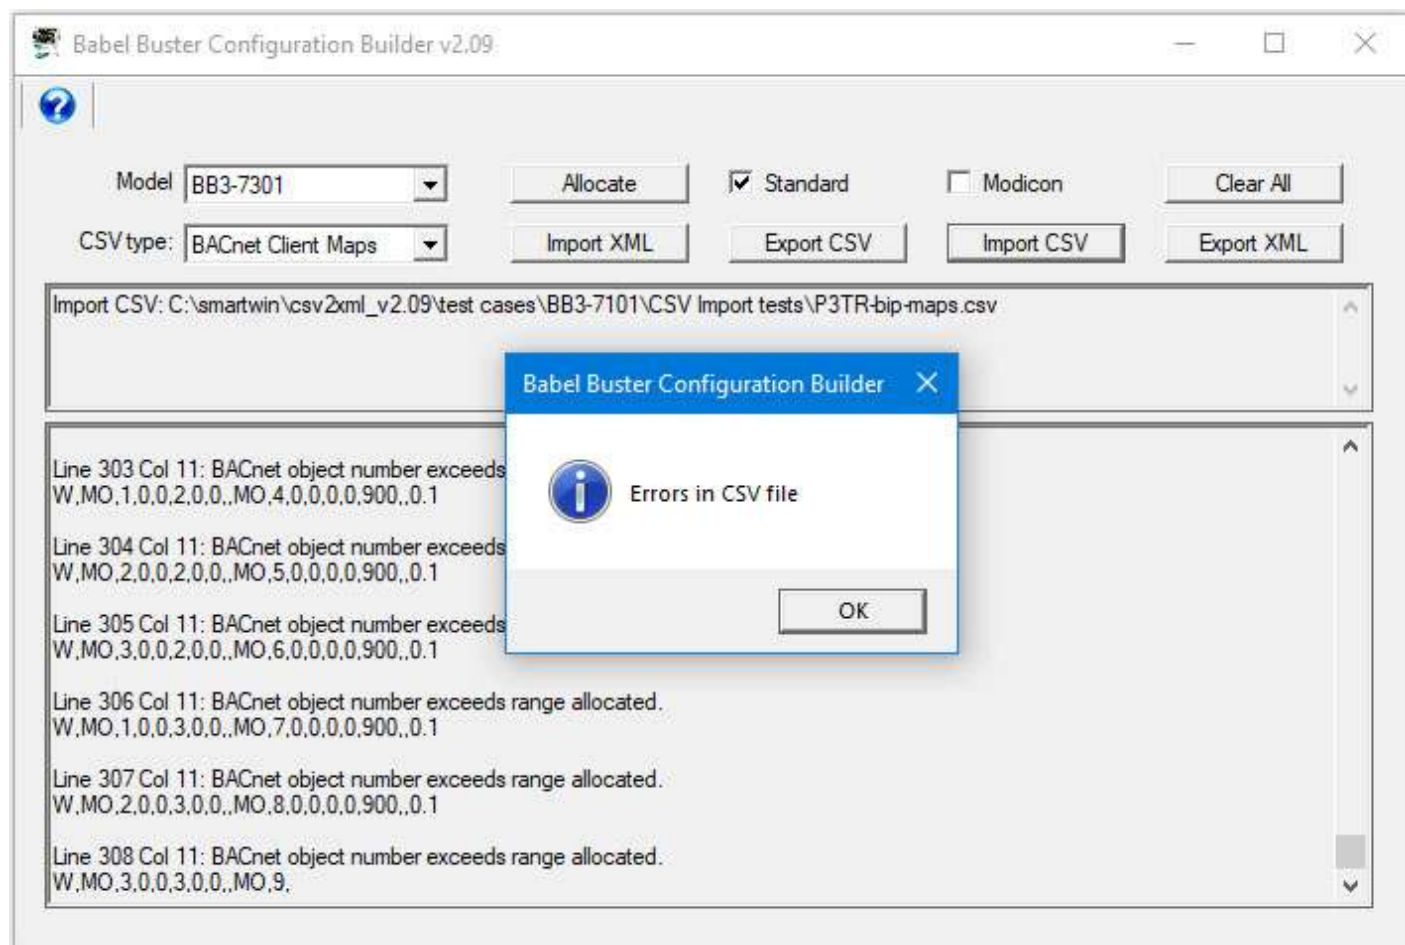 Babel Buster Configuration Builder v2.09
Model BB3-7301 Allocate Standard Modicon Clear All
CSV type: BACnet Client Maps Import XML Export CSV Import CSV Export XML
Import CSV: C:\smartwin\csv2xml_v2.09\test cases\BB3-7101\CSV Import tests\P3TR-bip-maps.csv
Babel Buster Configuration Builder
Errors in CSV file
OK
Line 303 Col 11: BACnet object number exceeds
W,MO,1,0,0,2,0,0,,MO,4,0,0,0,0,900,,0.1
Line 304 Col 11: BACnet object number exceeds
W,MO,2,0,0,2,0,0,,MO,5,0,0,0,0,900,,0.1
Line 305 Col 11: BACnet object number exceeds
W,MO,3,0,0,2,0,0,,MO,6,0,0,0,0,900,,0.1
Line 306 Col 11: BACnet object number exceeds range allocated.
W,MO,1,0,0,3,0,0,,MO,7,0,0,0,0,900,,0.1
Line 307 Col 11: BACnet object number exceeds range allocated.
W,MO,2,0,0,3,0,0,,MO,8,0,0,0,0,900,,0.1
Line 308 Col 11: BACnet object number exceeds range allocated.
W,MO,3,0,0,3,0,0,,MO,9,